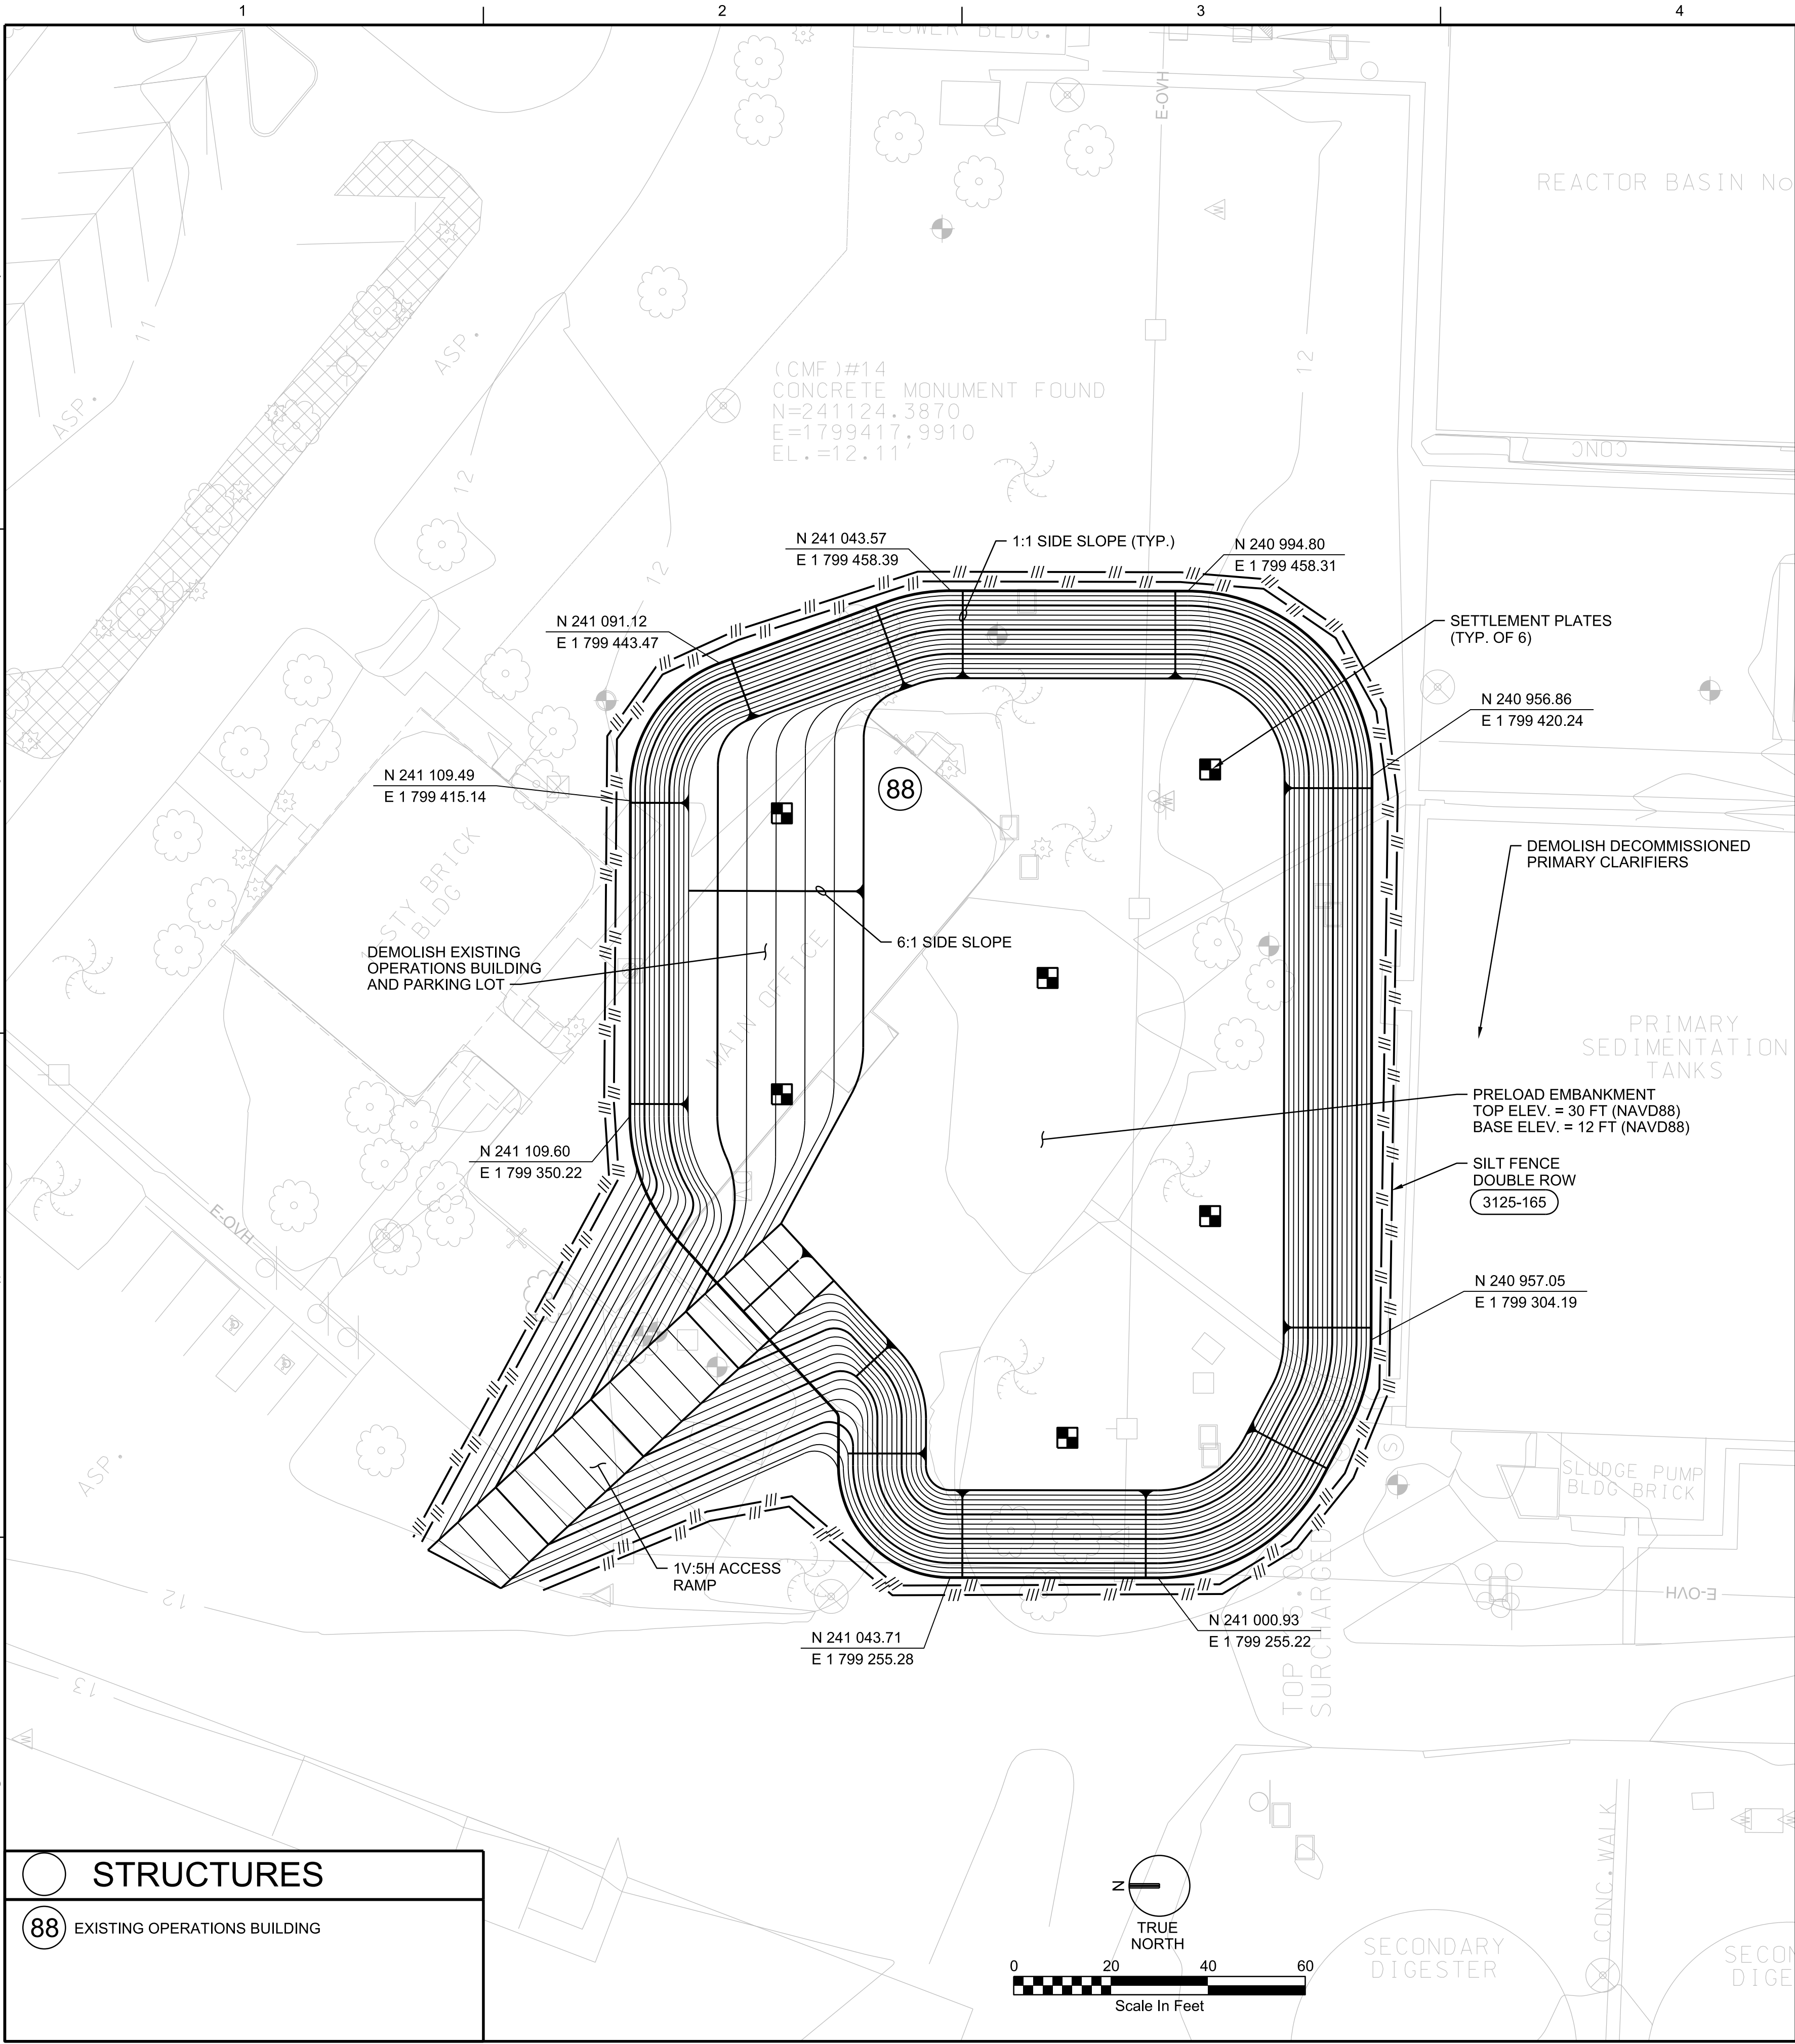 1
2
3
4
BLOWER BLDG.
E-OVH
REACTOR BASIN No
11
ASP.
ASP.
12
(CMF)#14
CONCRETE MONUMENT FOUND
N=241124.3870
E=1799417.9910
EL.=12.11'
12
CONC
12
N 241 043.57
E 1 799 458.39
1:1 SIDE SLOPE (TYP.)
N 240 994.80
E 1 799 458.31
N 241 091.12
E 1 799 443.47
SETTLEMENT PLATES
(TYP. OF 6)
N 240 956.86
E 1 799 420.24
N 241 109.49
E 1 799 415.14
88
DEMOLISH DECOMMISSIONED
PRIMARY CLARIFIERS
STY BRICK
BLDG
6:1 SIDE SLOPE
DEMOLISH EXISTING
OPERATIONS BUILDING
AND PARKING LOT
MAIN OFFICE
PRIMARY
SEDIMENTATION
TANKS
PRELOAD EMBANKMENT
TOP ELEV. = 30 FT (NAVD88)
BASE ELEV. = 12 FT (NAVD88)
N 241 109.60
E 1 799 350.22
SILT FENCE
DOUBLE ROW
3125-165
E-OVH
N 240 957.05
E 1 799 304.19
ASP.
S
SLUDGE PUMP
BLDG BRICK
1V:5H ACCESS
RAMP
E-OVH
12
N 241 043.71
E 1 799 255.28
N 241 000.93
E 1 799 255.22
SURCHARGED
13
CONC. WALK
STRUCTURES
88 EXISTING OPERATIONS BUILDING
N
TRUE
NORTH
0 20 40 60
Scale In Feet
SECONDARY
DIGESTER
SECON
DIGE